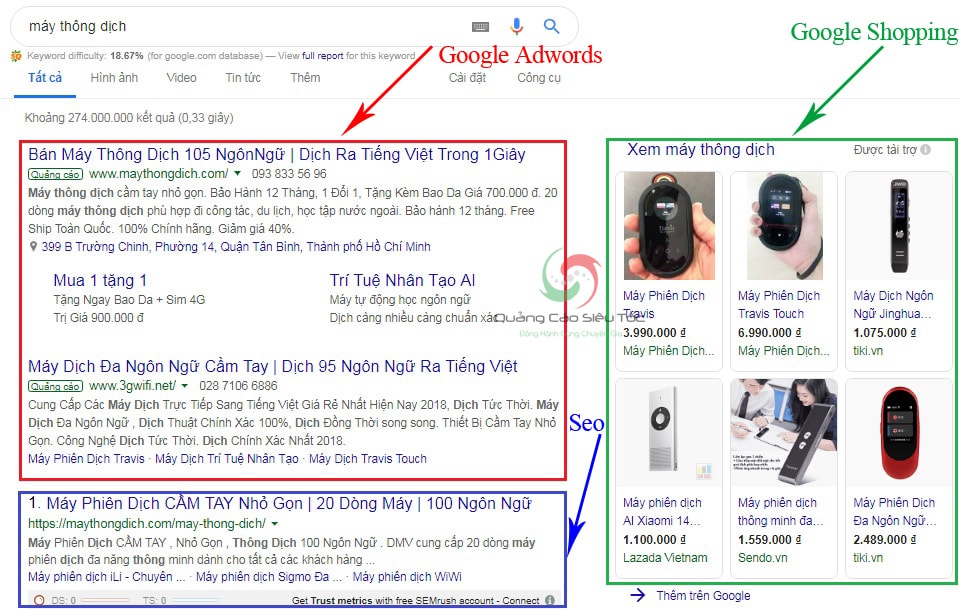 máy thông dịch
Google Shopping
Keyword difficulty: 18.67% (for google.com database) — View full report for this keyword
Google Adwords
Tất cả Hình ảnh Video Tin tức Thêm Cài đặt Công cụ
Khoảng 274.000.000 kết quả (0,33 giây)
Bán Máy Thông Dịch 105 NgônNgữ | Dịch Ra Tiếng Việt Trong 1Giây
Quảng cáo www.maythongdich.com/ 093 833 56 96
Máy thông dịch cầm tay nhỏ gọn. Bảo Hành 12 Tháng, 1 Đổi 1, Tặng Kèm Bao Da Giá 700.000 đ. 20
dòng máy thông dịch phù hợp đi công tác, du lịch, học tập nước ngoài. Bảo hành 12 tháng. Free
Ship Toàn Quốc. 100% Chính hãng. Giảm giá 40%.
399 B Trường Chinh, Phường 14, Quận Tân Bình, Thành phố Hồ Chí Minh
Mua 1 tặng 1
Tặng Ngay Bao Da + Sim 4G
Trị Giá 900.000 đ
Trí Tuệ Nhân Tạo AI
Máy tự động học ngôn ngữ
Dịch càng nhiều càng chuẩn xác
Quảng Cáo Siêu Tốc
Đồng Hành Cùng Chuyên Gia
Máy Dịch Đa Ngôn Ngữ Cầm Tay | Dịch 95 Ngôn Ngữ Ra Tiếng Việt
Quảng cáo www.3gwifi.net/ 028 7106 6886
Cung Cấp Các Máy Dịch Trực Tiếp Sang Tiếng Việt Giá Rẻ Nhất Hiện Nay 2018, Dịch Tức Thời. Máy
Dịch Đa Ngôn Ngữ , Dịch Thuật Chính Xác 100%, Dịch Đồng Thời song song. Thiết Bị Cầm Tay Nhỏ
Gọn. Công Nghệ Dịch Tức Thời. Dịch Chính Xác Nhất 2018.
Máy Phiên Dịch Travis · Máy Dịch Trí Tuệ Nhân Tạo · Máy Dịch Travis Touch
Seo
1. Máy Phiên Dịch CẦM TAY Nhỏ Gọn | 20 Dòng Máy | 100 Ngôn Ngữ
https://maythongdich.com/may-thong-dich/
Máy Phiên Dịch CẦM TAY , Nhỏ Gọn , Thông Dịch 100 Ngôn Ngữ . DMV cung cấp 20 dòng máy
phiên dịch đa năng thông minh dành cho tất cả các khách hàng ...
Máy phiên dịch iLi - Chuyên ... · Máy phiên dịch Sigmo Đa ... · Máy phiên dịch WiWi
DS: 0 TS: 0 Get Trust metrics with free SEMrush account - Connect
Xem máy thông dịch Được tài trợ
Máy Phiên Dịch
Travis
3.990.000 ₫
Máy Phiên Dịch...
Máy Phiên Dịch
Travis Touch
6.990.000 ₫
Máy Phiên Dịch...
Máy Dịch Ngôn
Ngữ Jinghua...
1.075.000 ₫
tiki.vn
Máy phiên dịch
AI Xiaomi 14...
1.100.000 ₫
Lazada Vietnam
Máy phiên dịch
thông minh đa...
1.559.000 ₫
Sendo.vn
Máy Phiên Dịch
Đa Ngôn Ngữ...
2.489.000 ₫
tiki.vn
Thêm trên Google